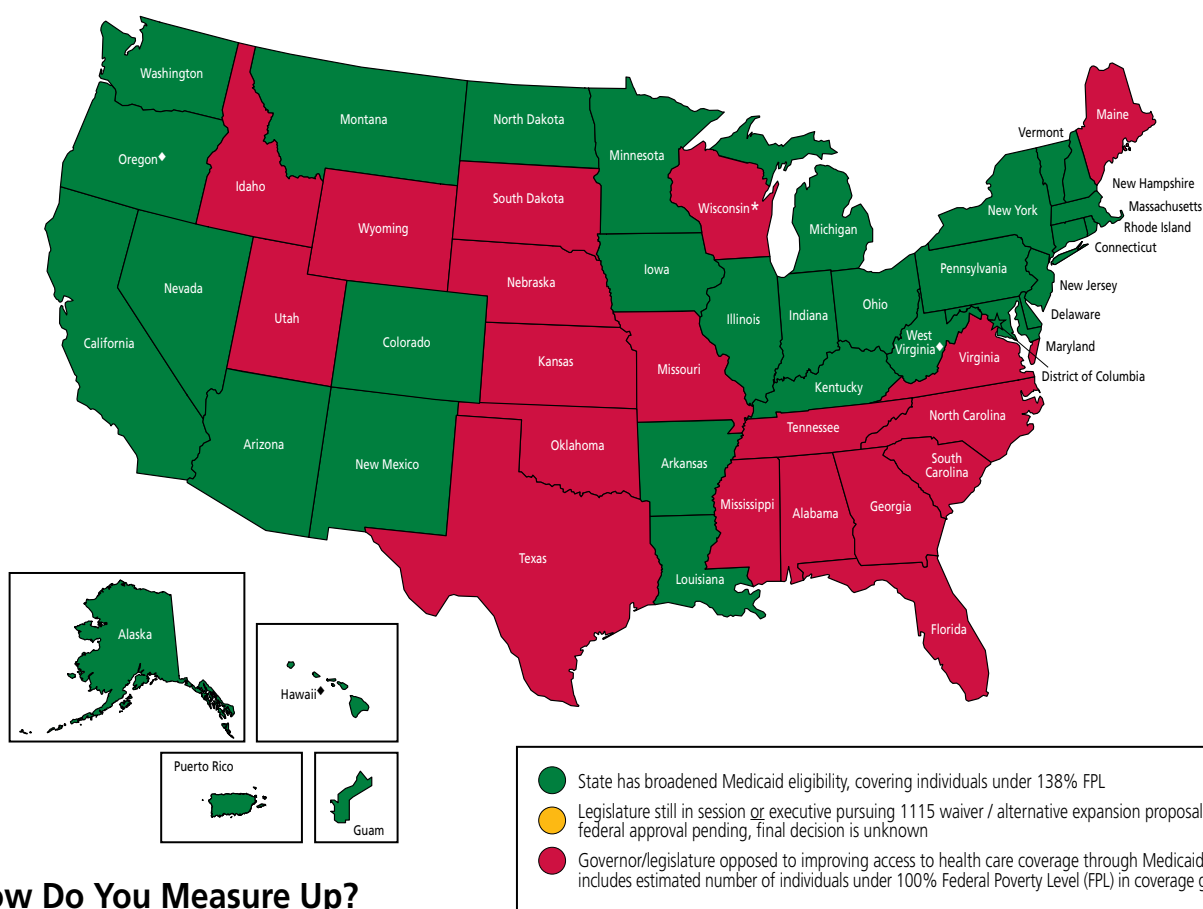 Washington
Montana
North Dakota
Minnesota
Maine
Vermont
Oregon♦
Idaho
South Dakota
Wisconsin*
New Hampshire
Massachusetts
New York
Rhode Island
Michigan
Wyoming
Connecticut
Pennsylvania
Iowa
Nebraska
Nevada
New Jersey
Ohio
Illinois
Indiana
Delaware
Utah
West
Virginia♦
California
Colorado
Maryland
Virginia
Kansas
Missouri
District of Columbia
Kentucky
North Carolina
Tennessee
Arizona
Oklahoma
New Mexico
Arkansas
South
Carolina
Mississippi
Alabama
Georgia
Texas
Louisiana
Florida
Alaska
Hawaii♦
Puerto Rico
Guam
State has broadened Medicaid eligibility, covering individuals under 138% FPL
Legislature still in session or executive pursuing 1115 waiver / alternative expansion proposal
federal approval pending, final decision is unknown
Governor/legislature opposed to improving access to health care coverage through Medicaid
includes estimated number of individuals under 100% Federal Poverty Level (FPL) in coverage g
ow Do You Measure Up?